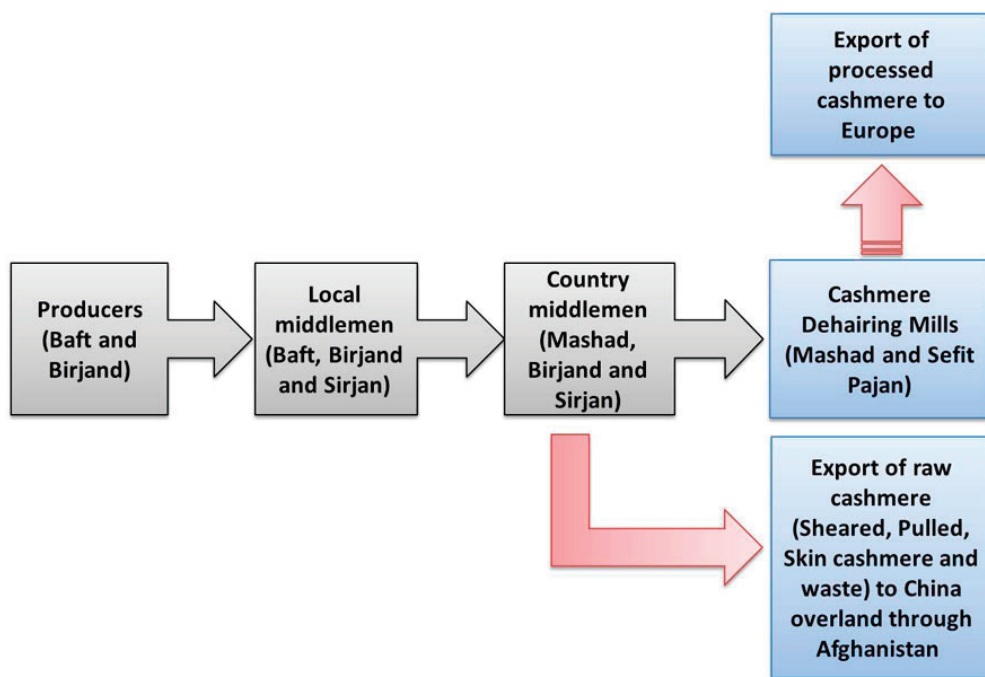 Export of
processed
cashmere to
Europe
Producers
(Baft and
Birjand)
Local
middlemen
(Baft, Birjand
and Sirjan)
Country
middlemen
(Mashad,
Birjand and
Sirjan)
Cashmere
Dehairing Mills
(Mashad and Sefit
Pajan)
Export of raw
cashmere
(Sheared, Pulled,
Skin cashmere and
waste) to China
overland through
Afghanistan